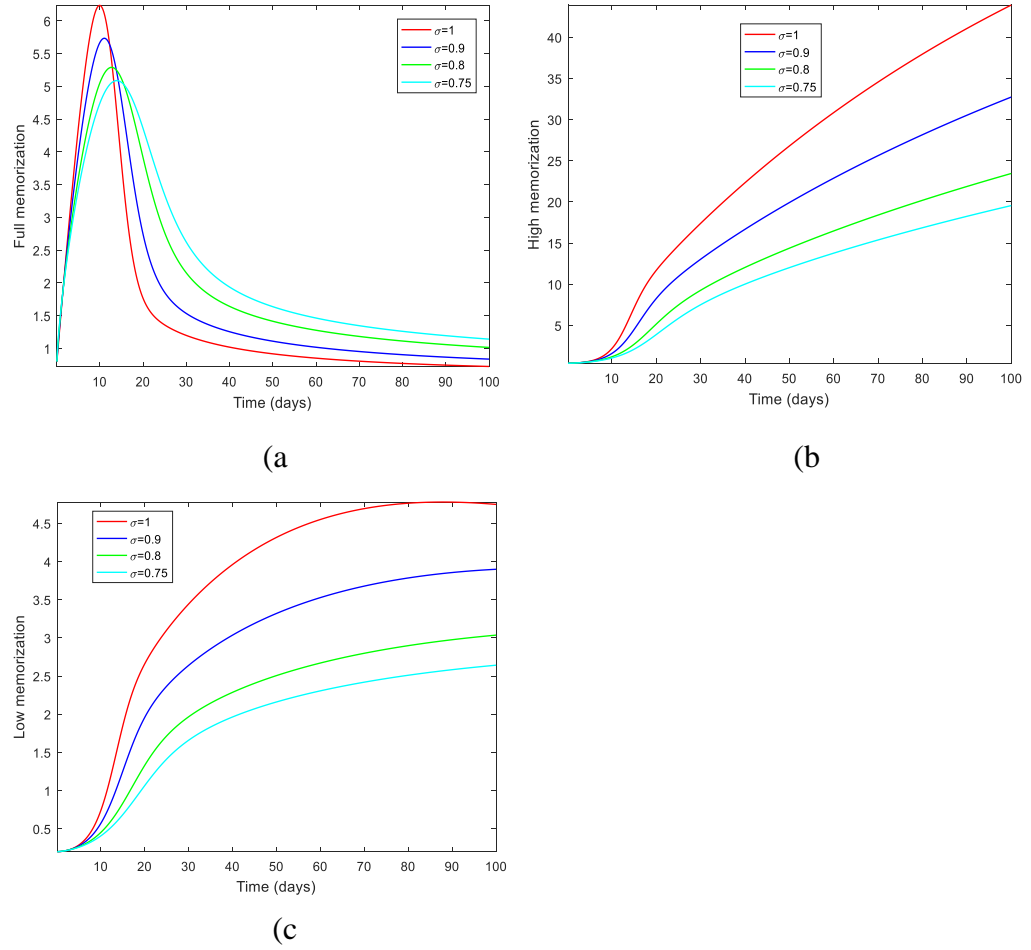 6
5.5
5
4.5
4
3.5
3
2.5
2
1.5
1
Full memorization
σ=1
σ=0.9
σ=0.8
σ=0.75
10 20 30 40 50 60 70 80 90 100
Time (days)
(a
40
35
30
25
20
15
10
5
High memorization
σ=1
σ=0.9
σ=0.8
σ=0.75
10 20 30 40 50 60 70 80 90 100
Time (days)
(b)
4.5
4
3.5
3
2.5
2
1.5
1
0.5
Low memorization
σ=1
σ=0.9
σ=0.8
σ=0.75
10 20 30 40 50 60 70 80 90 100
Time (days)
(c